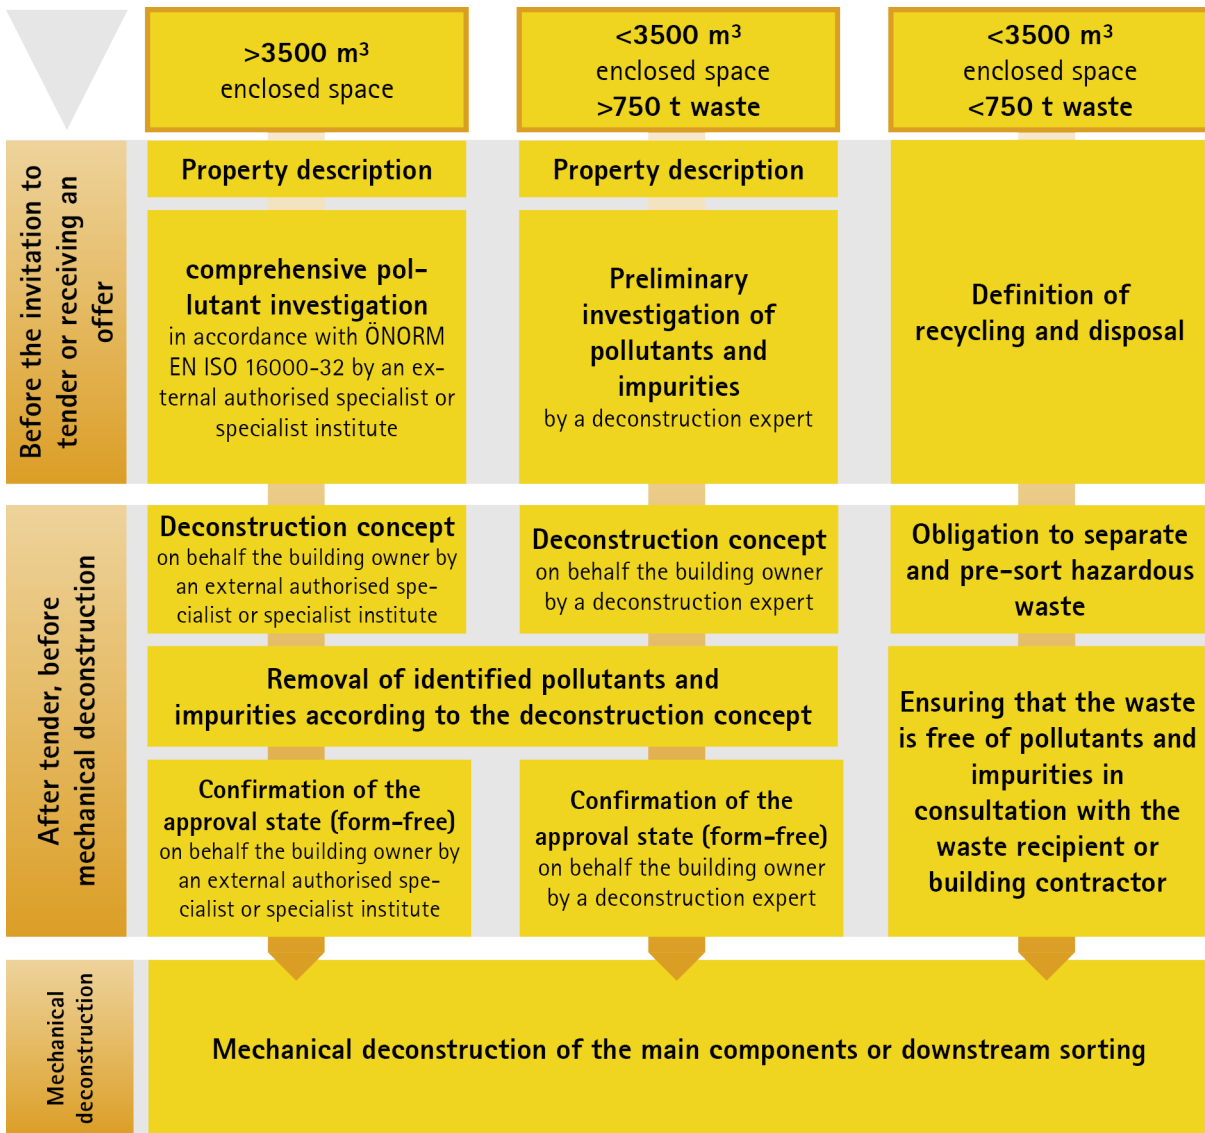 >3500 m³
enclosed space
<3500 m³
enclosed space
>750 t waste
<3500 m³
enclosed space
<750 t waste
Before the invitation to
tender or receiving an
offer
Property description
comprehensive pol-
lutant investigation
in accordance with ÖNORM
EN ISO 16000-32 by an ex-
ternal authorised specialist or
specialist institute
Property description
Preliminary
investigation of
pollutants and
impurities
by a deconstruction expert
Definition of
recycling and disposal
After tender, before
mechanical deconstruction
Deconstruction concept
on behalf the building owner by
an external authorised spe-
cialist or specialist institute
Deconstruction concept
on behalf the building owner
by a deconstruction expert
Obligation to separate
and pre-sort hazardous
waste
Removal of identified pollutants and
impurities according to the deconstruction concept
Ensuring that the waste
is free of pollutants and
impurities in
consultation with the
waste recipient or
building contractor
Confirmation of the
approval state (form-free)
on behalf the building owner by
an external authorised spe-
cialist or specialist institute
Confirmation of the
approval state (form-free)
on behalf the building owner
by a deconstruction expert
Mechanical
deconstruction
Mechanical deconstruction of the main components or downstream sorting